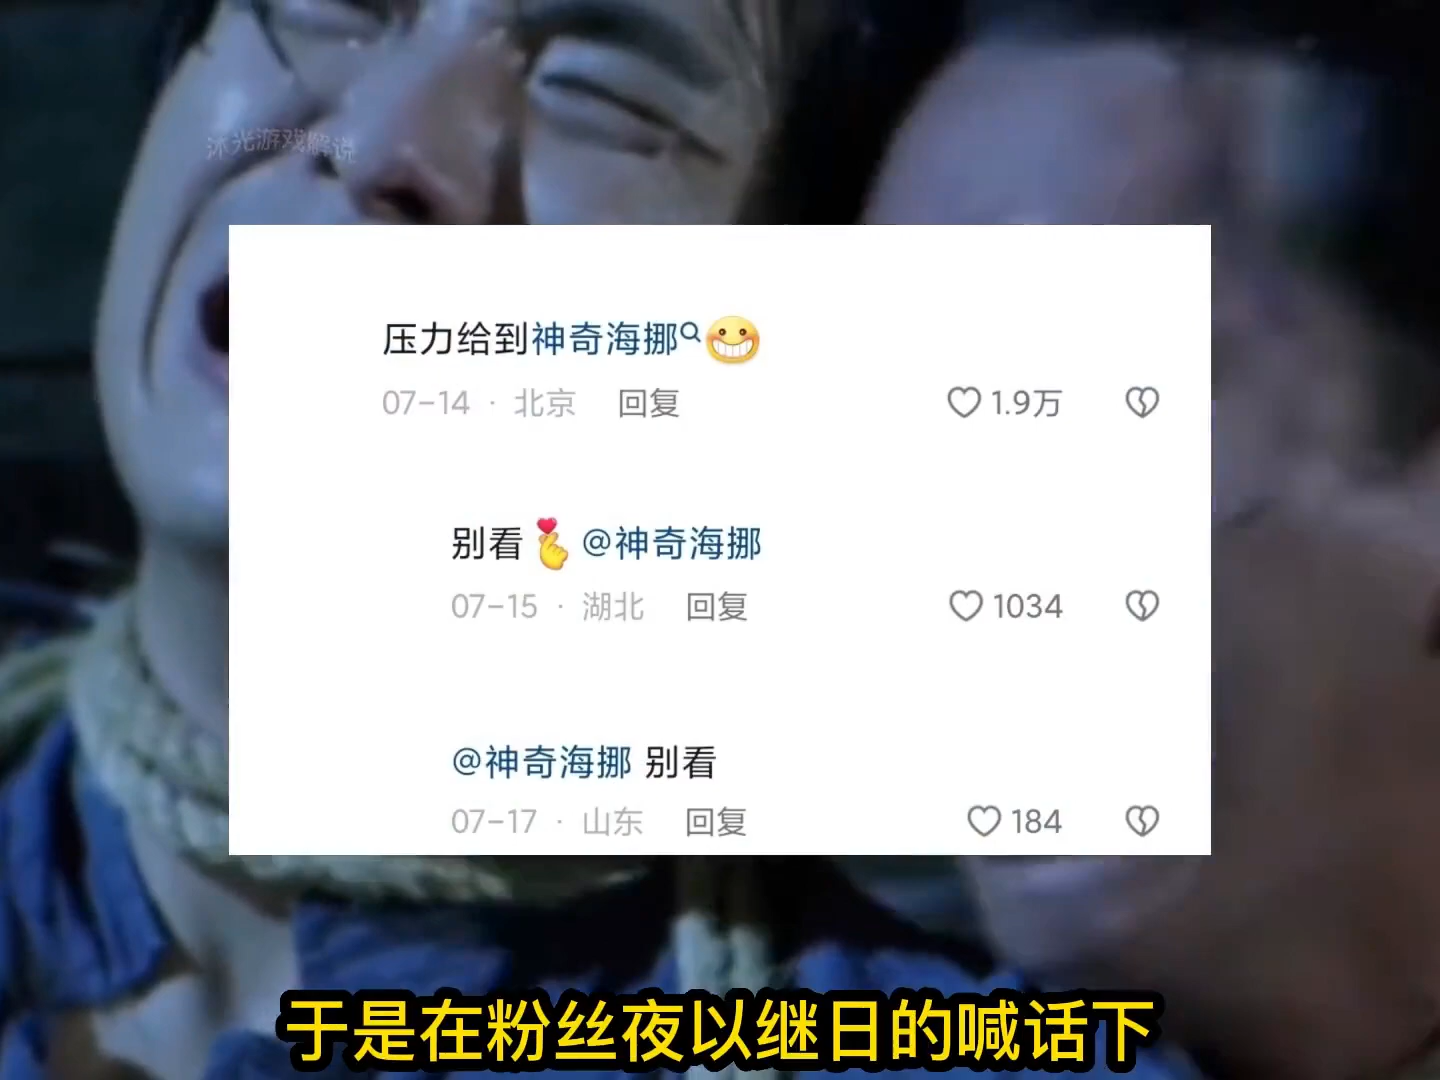 沐光游戏解说
压力给到神奇海挪
07-14 · 北京 回复 1.9万
别看 @神奇海挪
07-15 · 湖北 回复 1034
@神奇海挪 别看
07-17 · 山东 回复 184
于是在粉丝夜以继日的喊话下